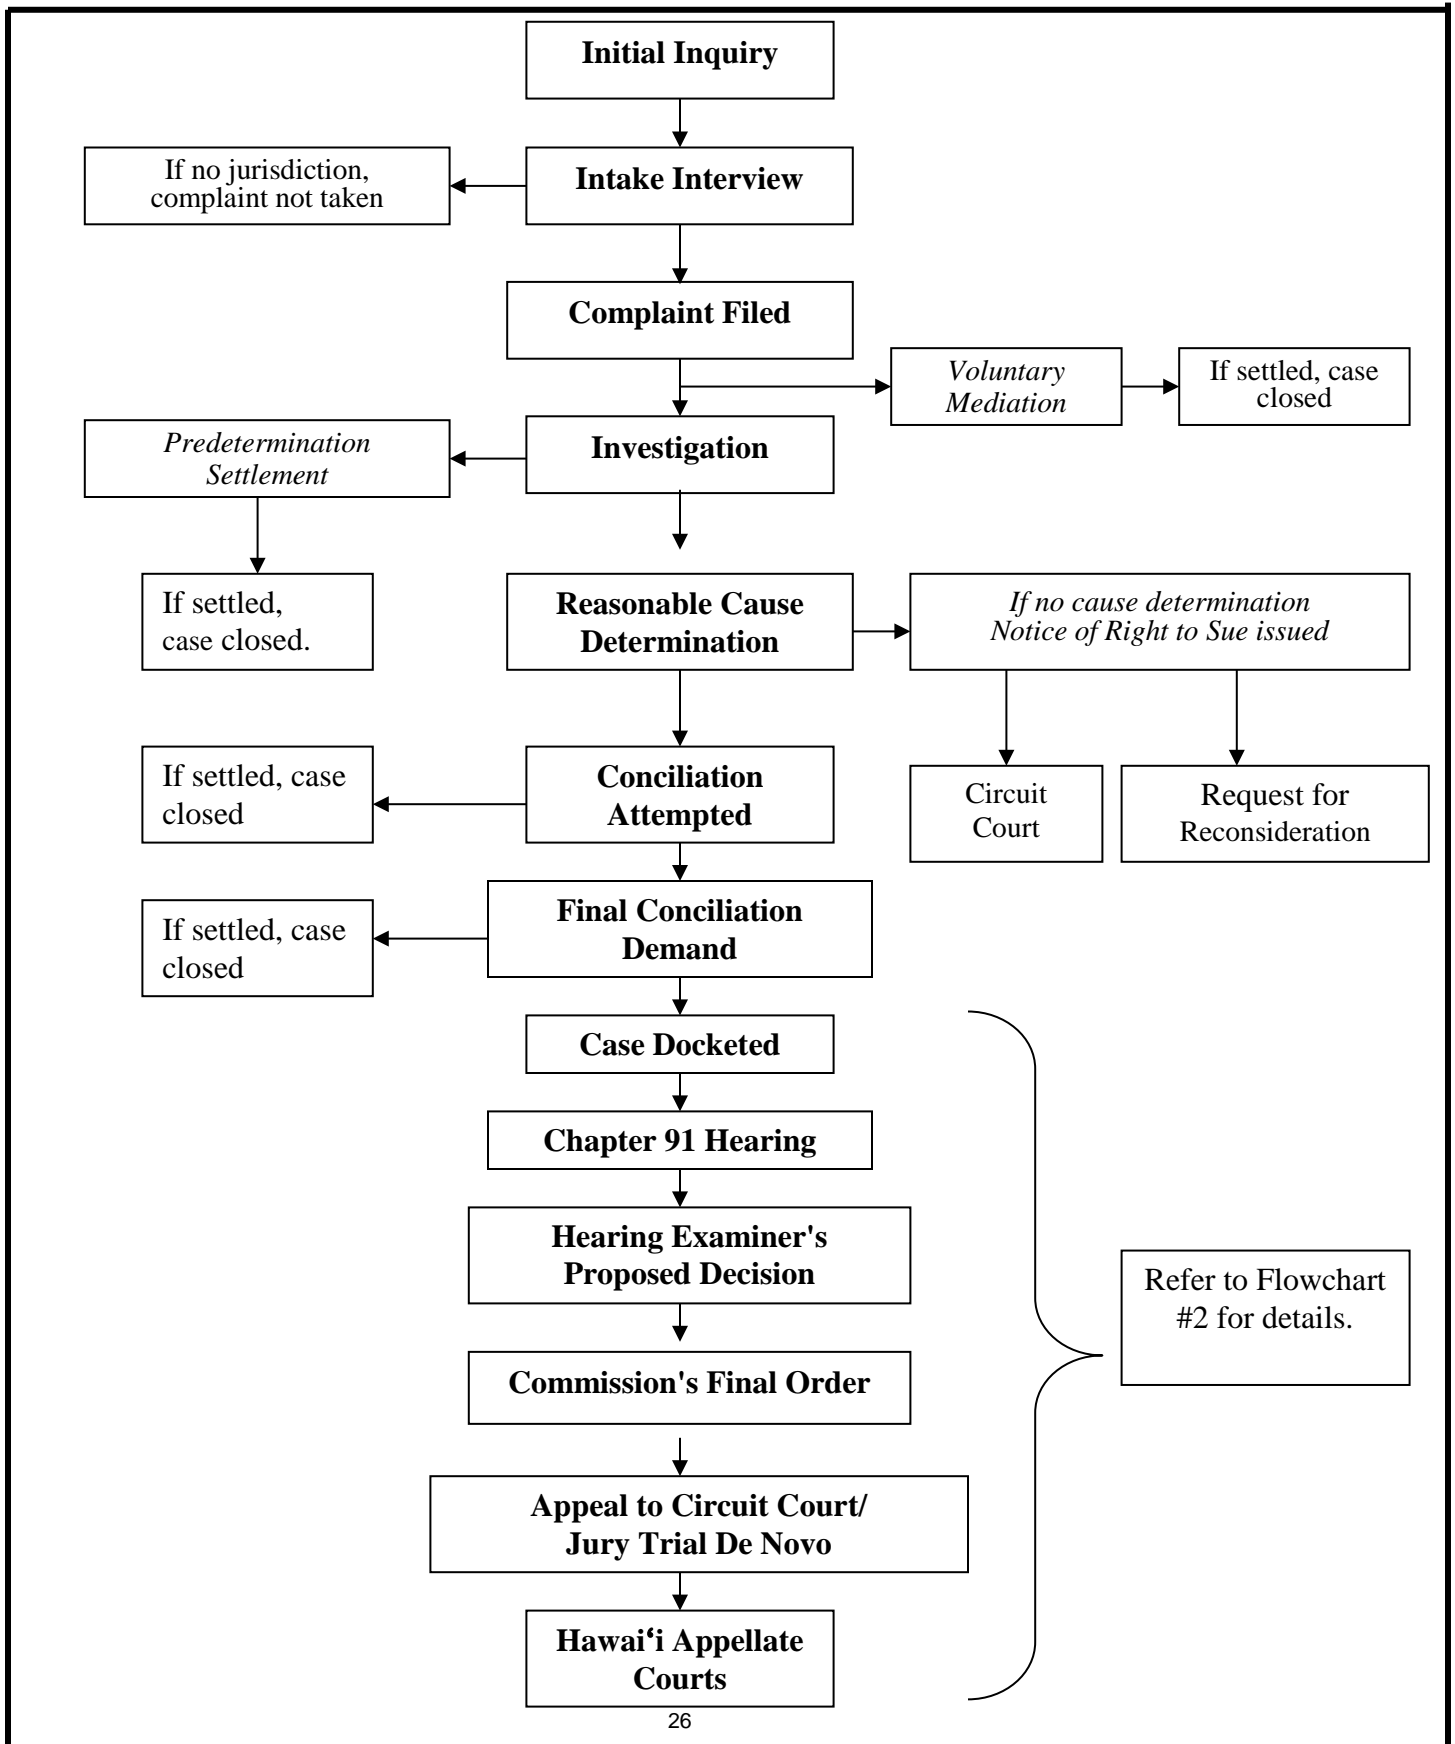 Initial Inquiry
If no jurisdiction,
complaint not taken
Intake Interview
Complaint Filed
Voluntary
Mediation
If settled, case
closed
Predetermination
Settlement
Investigation
If settled,
case closed.
Reasonable Cause
Determination
If no cause determination
Notice of Right to Sue issued
If settled, case
closed
Conciliation
Attempted
Circuit
Court
Request for
Reconsideration
If settled, case
closed
Final Conciliation
Demand
Case Docketed
Chapter 91 Hearing
Hearing Examiner's
Proposed Decision
Refer to Flowchart
#2 for details.
Commission's Final Order
Appeal to Circuit Court/
Jury Trial De Novo
Hawaiʻi Appellate
Courts
26